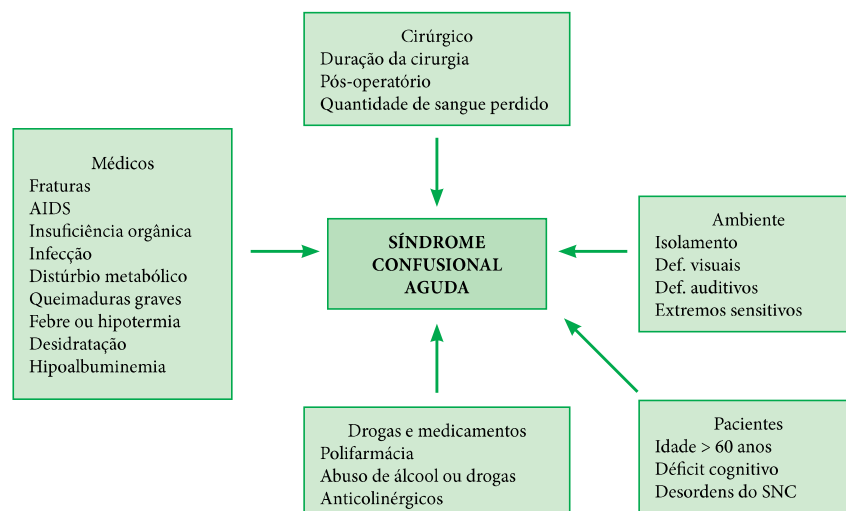 Cirúrgico
Duração da cirurgia
Pós-operatório
Quantidade de sangue perdido
Médicos
Fraturas
AIDS
Insuficiência orgânica
Infecção
Distúrbio metabólico
Queimaduras graves
Febre ou hipotermia
Desidratação
Hipoalbuminemia
SÍNDROME
CONFUSIONAL
AGUDA
Ambiente
Isolamento
Def. visuais
Def. auditivos
Extremos sensitivos
Drogas e medicamentos
Polifarmácia
Abuso de álcool ou drogas
Anticolinérgicos
Pacientes
Idade > 60 anos
Déficit cognitivo
Desordens do SNC